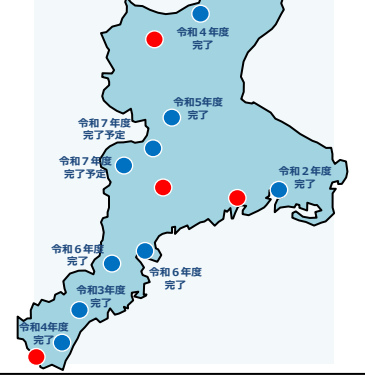 令和４年度
完了
令和5年度
完了
令和７年度
完了予定
令和７年度
完了予定
令和２年度
完了
令和６年度
完了
令和６年度
完了
令和3年度
完了
令和4年度
完了